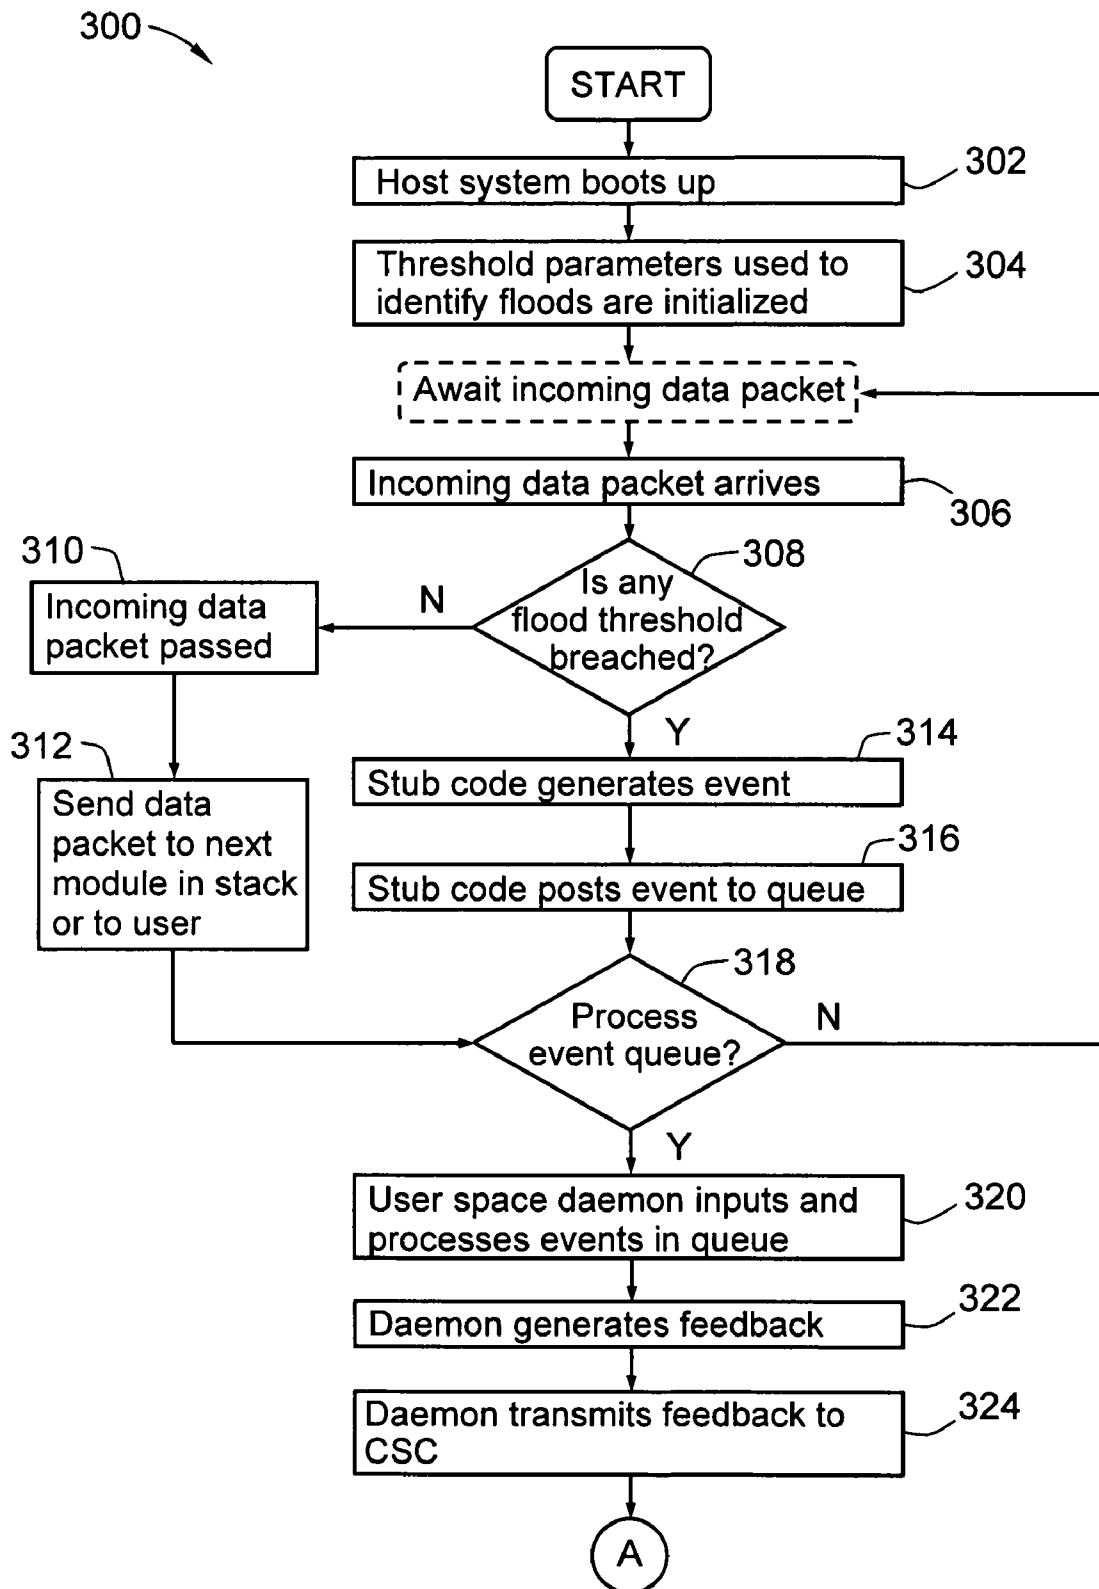 300
START
Host system boots up
302
Threshold parameters used to
identify floods are initialized
304
Await incoming data packet
Incoming data packet arrives
306
310
308
Incoming data
packet passed
N
Is any
flood threshold
breached?
Y
314
312
Stub code generates event
Send data
packet to next
module in stack
or to user
316
Stub code posts event to queue
318
Process
event queue?
N
Y
User space daemon inputs and
processes events in queue
320
Daemon generates feedback
322
Daemon transmits feedback to
CSC
324
A